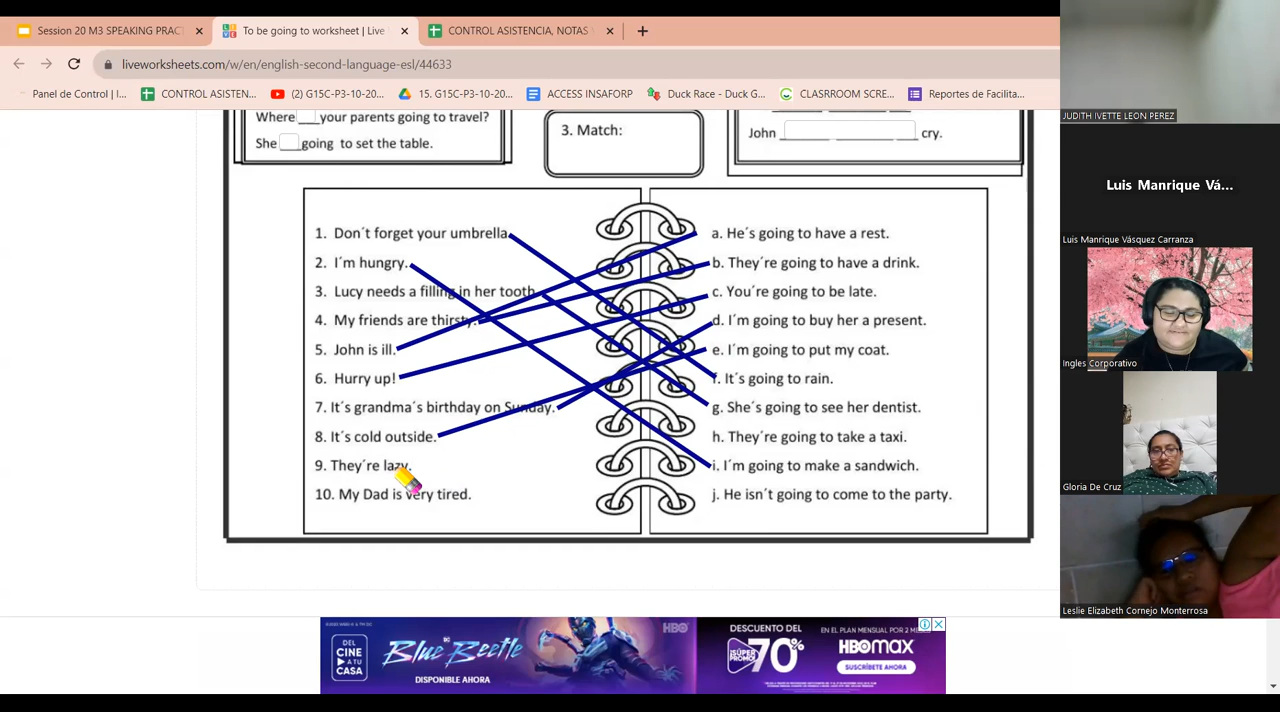 Session 20 M3 SPEAKING PRAC
To be going to worksheet | Live
CONTROL ASISTENCIA, NOTAS
liveworksheets.com/w/en/english-second-language-esl/44633
Panel de Control | I...
CONTROL ASISTEN...
(2) G15C-P3-10-20...
15. G15C-P3-10-202...
ACCESS INSAFORP
Duck Race - Duck G...
CLASRROOM SCRE...
Reportes de Facilita...
Where your parents going to travel?
She going to set the table.
3. Match:
John cry.
1. Don´t forget your umbrella.
2. I´m hungry.
3. Lucy needs a filling in her tooth.
4. My friends are thirsty.
5. John is ill.
6. Hurry up!
7. It´s grandma´s birthday on Sunday.
8. It´s cold outside.
9. They´re lazy.
10. My Dad is very tired.
a. He´s going to have a rest.
b. They´re going to have a drink.
c. You´re going to be late.
d. I´m going to buy her a present.
e. I´m going to put my coat.
f. It´s going to rain.
g. She´s going to see her dentist.
h. They´re going to take a taxi.
i. I´m going to make a sandwich.
j. He isn´t going to come to the party.
DEL
CINE
A TU
CASA
BLUE BEETLE
DISPONIBLE AHORA
HBO
DESCUENTO DEL
¡SÚPER
PROMO!
70%
EN EL PLAN MENSUAL POR 2
HBOMAX
SUSCRÍBETE AHORA
JUDITH IVETTE LEON PEREZ
Luis Manrique Vá...
Luis Manrique Vásquez Carranza
Ingles Corporativo
Gloria De Cruz
Leslie Elizabeth Cornejo Monterrosa